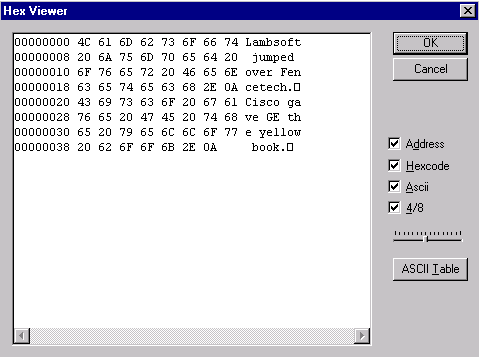 Hex Viewer
00000000 4C 61 6D 62 73 6F 66 74 Lambsoft
00000008 20 6A 75 6D 70 65 64 20 jumped
00000010 6F 76 65 72 20 46 65 6E over Fen
00000018 63 65 74 65 63 68 2E 0A cetech.▯
00000020 43 69 73 63 6F 20 67 61 Cisco ga
00000028 76 65 20 47 45 20 74 68 ve GE th
00000030 65 20 79 65 6C 6C 6F 77 e yellow
00000038 20 62 6F 6F 6B 2E 0A book.▯
OK
Cancel
Address
Hexcode
Ascii
4/8
ASCII Table